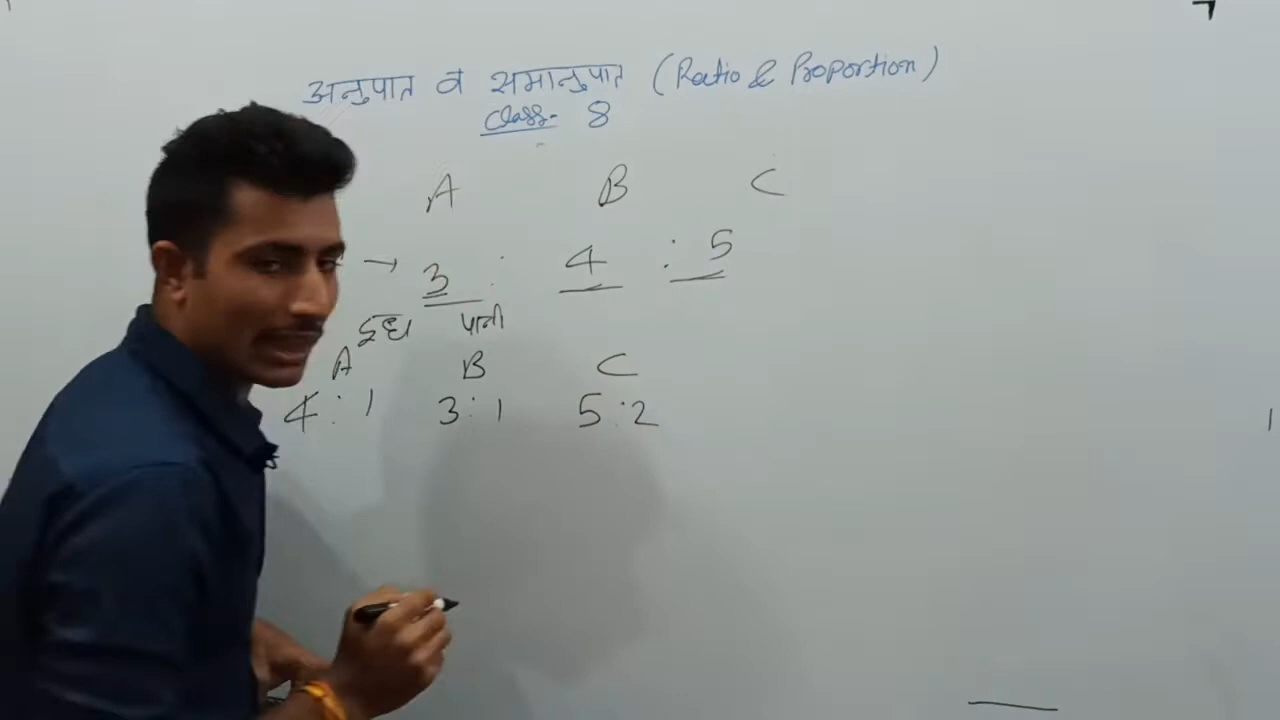 अनुपात व समानुपात (Ratio & Proportion)
Class- 8
A B C
→ 3 : 4 : 5
दुध पानी
A B C
4 : 1 3 : 1 5 : 2